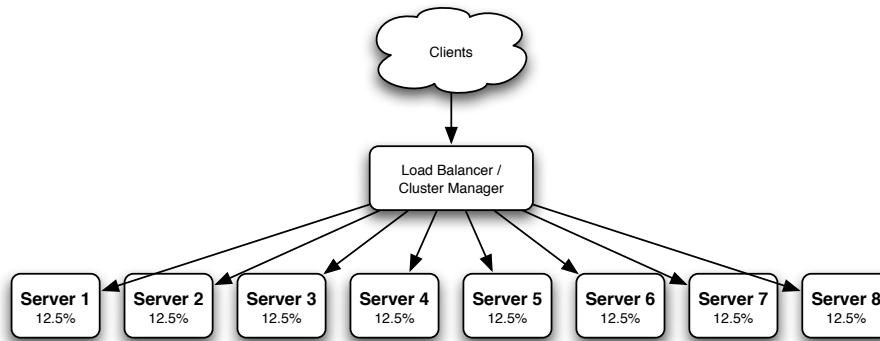 Clients
Load Balancer /
Cluster Manager
Server 1
12.5%
Server 2
12.5%
Server 3
12.5%
Server 4
12.5%
Server 5
12.5%
Server 6
12.5%
Server 7
12.5%
Server 8
12.5%